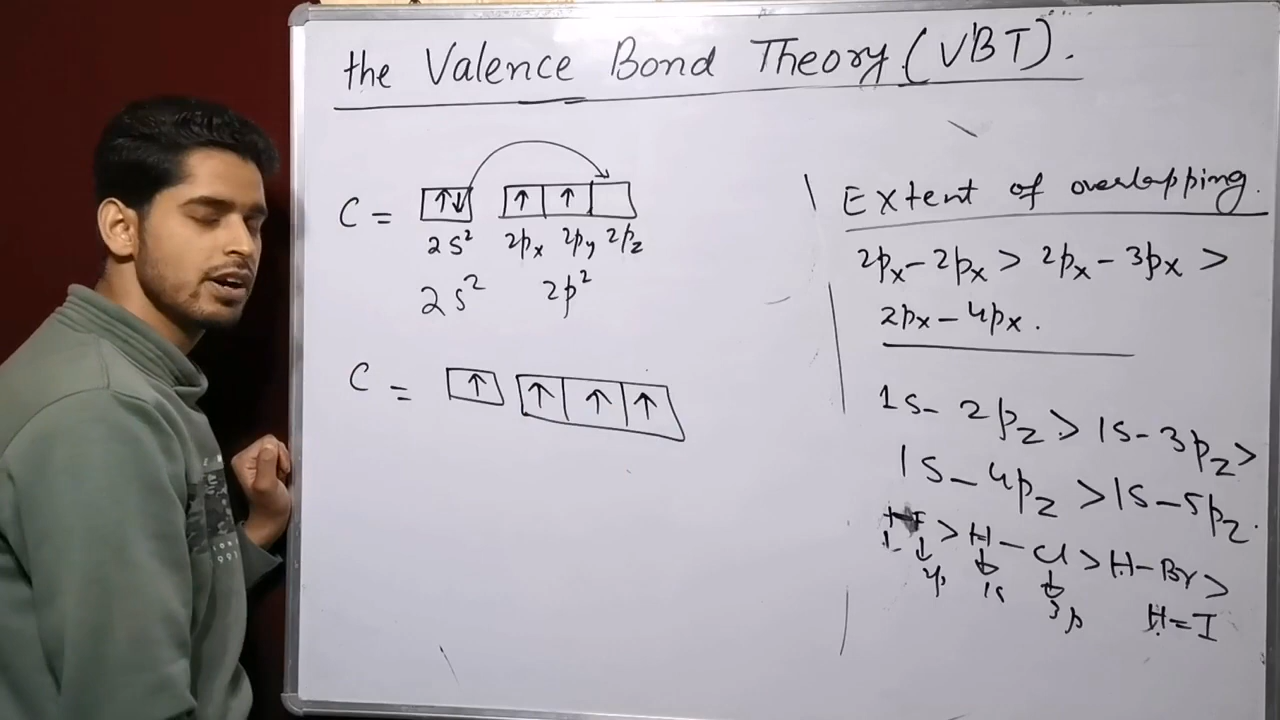 the Valence Bond Theory (VBT).
C = ↑↓ ↑ ↑
2s² 2px 2py 2pz
2s² 2p²
C = ↑ ↑ ↑ ↑
Extent of overlapping.
2px - 2px > 2px - 3px >
2px - 4px.
1s - 2pz > 1s - 3pz >
1s - 4pz > 1s - 5pz.
> H - Cl > H - Br >
↓ ↓ ↓
1s 3p H = I